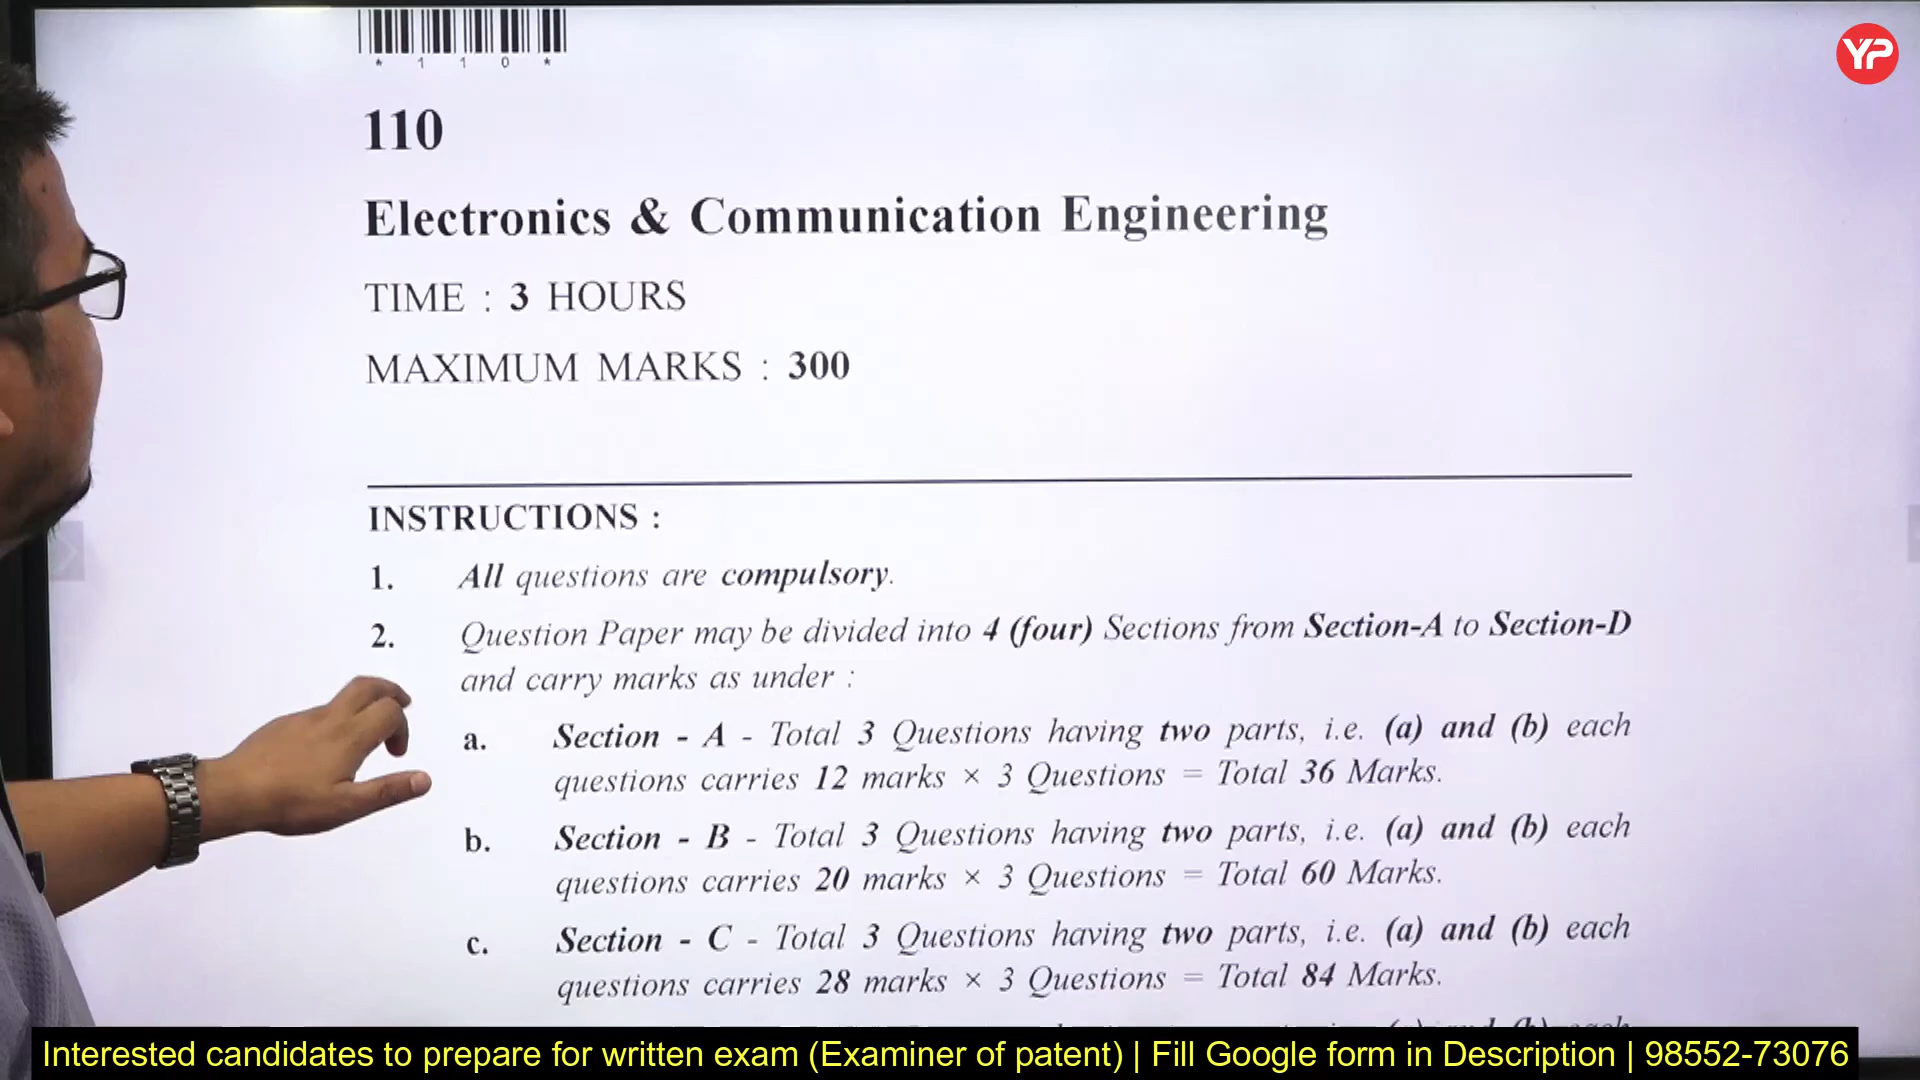 YP
* 1 1 0 *
110
Electronics & Communication Engineering
TIME : 3 HOURS
MAXIMUM MARKS : 300
INSTRUCTIONS :
1. All questions are compulsory.
2. Question Paper may be divided into 4 (four) Sections from Section-A to Section-D
and carry marks as under :
a. Section - A - Total 3 Questions having two parts, i.e. (a) and (b) each
questions carries 12 marks × 3 Questions = Total 36 Marks.
b. Section - B - Total 3 Questions having two parts, i.e. (a) and (b) each
questions carries 20 marks × 3 Questions = Total 60 Marks.
c. Section - C - Total 3 Questions having two parts, i.e. (a) and (b) each
questions carries 28 marks × 3 Questions = Total 84 Marks.
Interested candidates to prepare for written exam (Examiner of patent) | Fill Google form in Description | 98552-73076